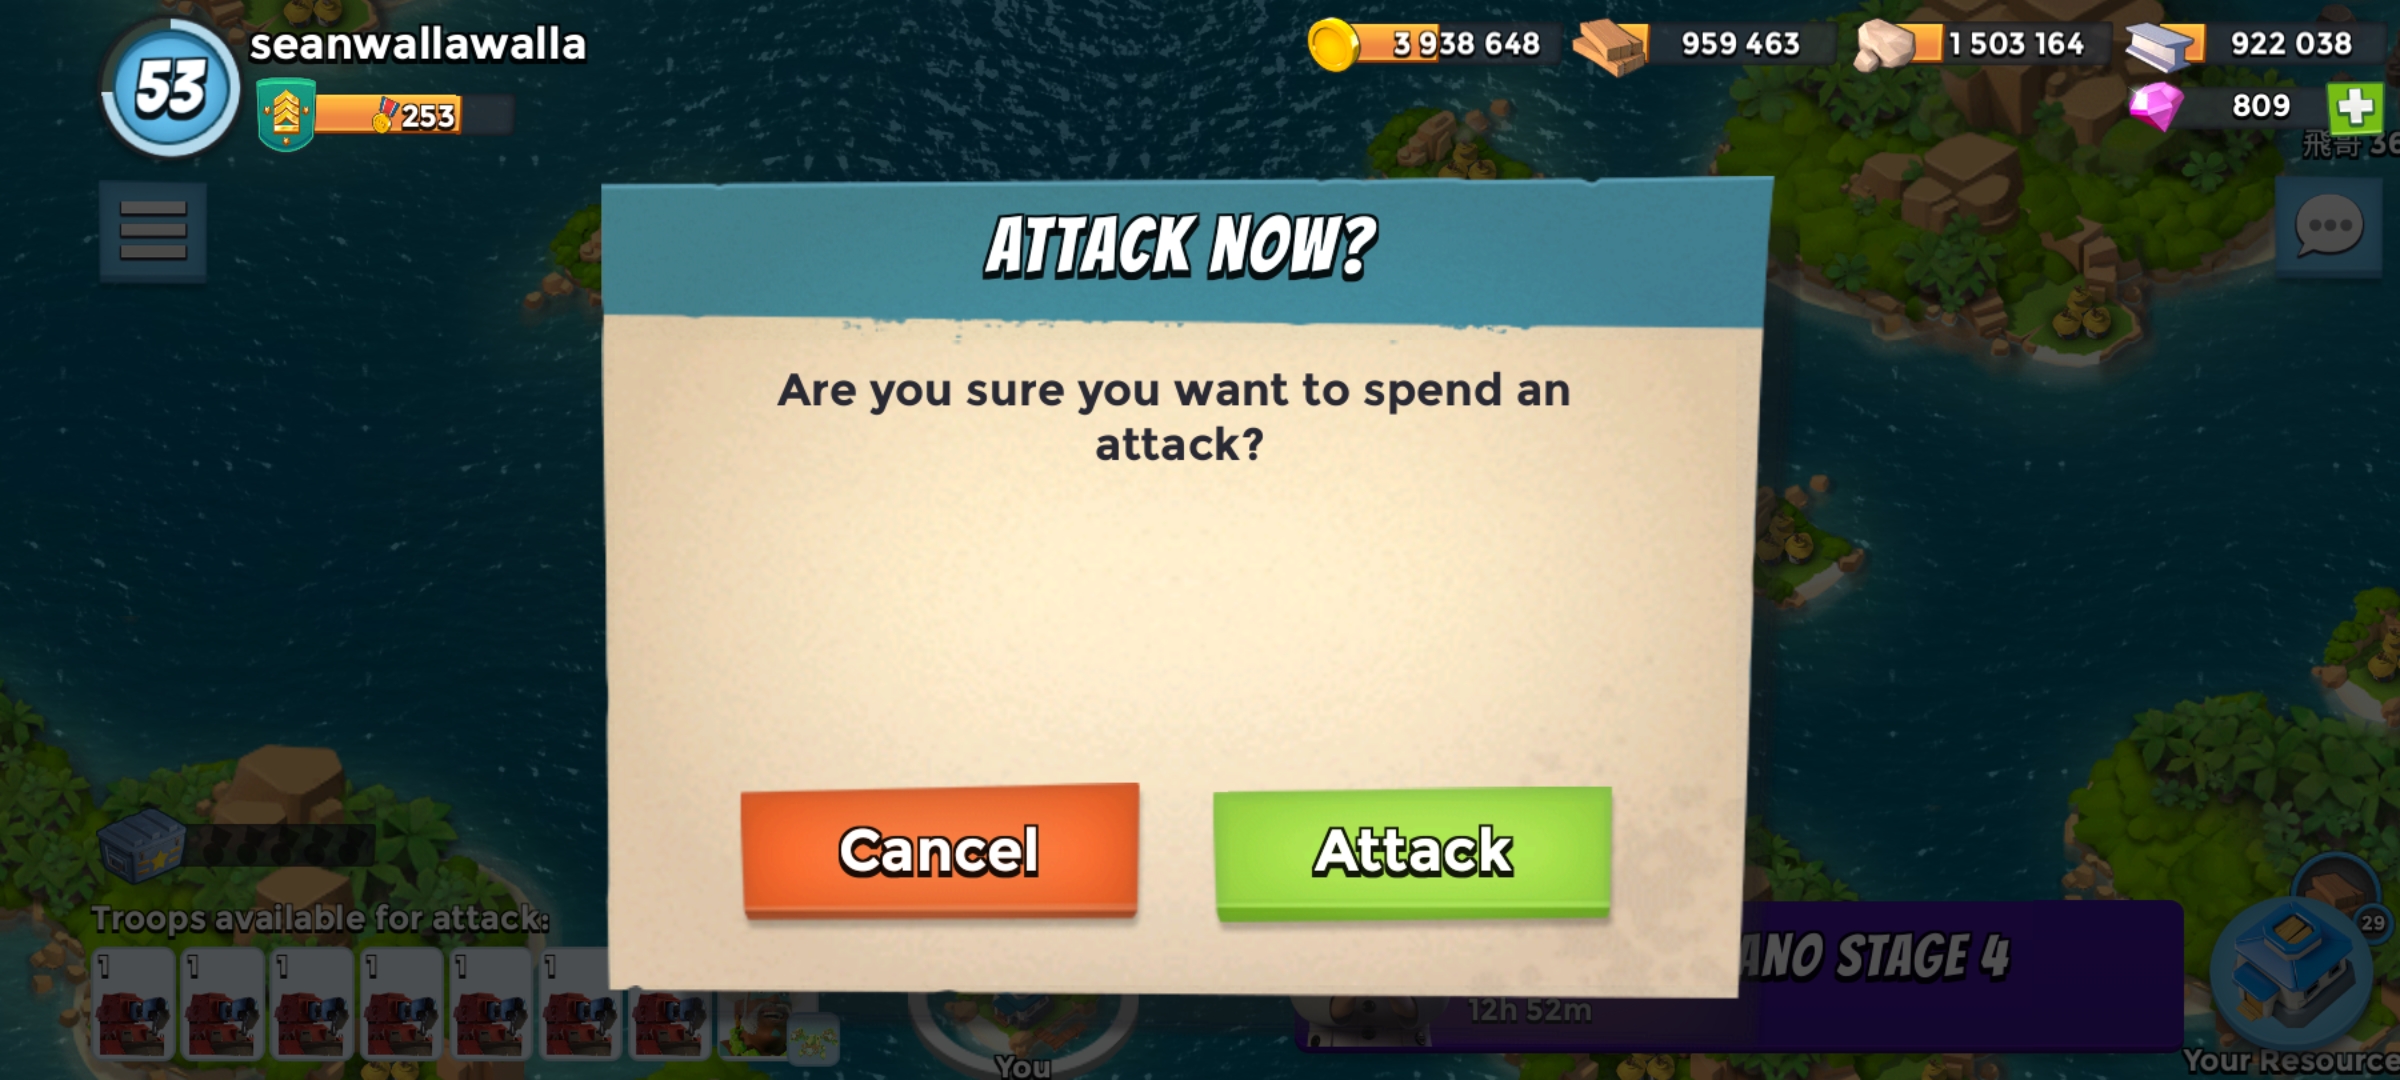 53
seanwallawalla
253
3 938 648
959 463
1 503 164
922 038
809
飛哥 36
ATTACK NOW?
Are you sure you want to spend an
attack?
Cancel
Attack
Troops available for attack:
1 1 1 1 1 1
You
ANO STAGE 4
12h 52m
29
Your Resource